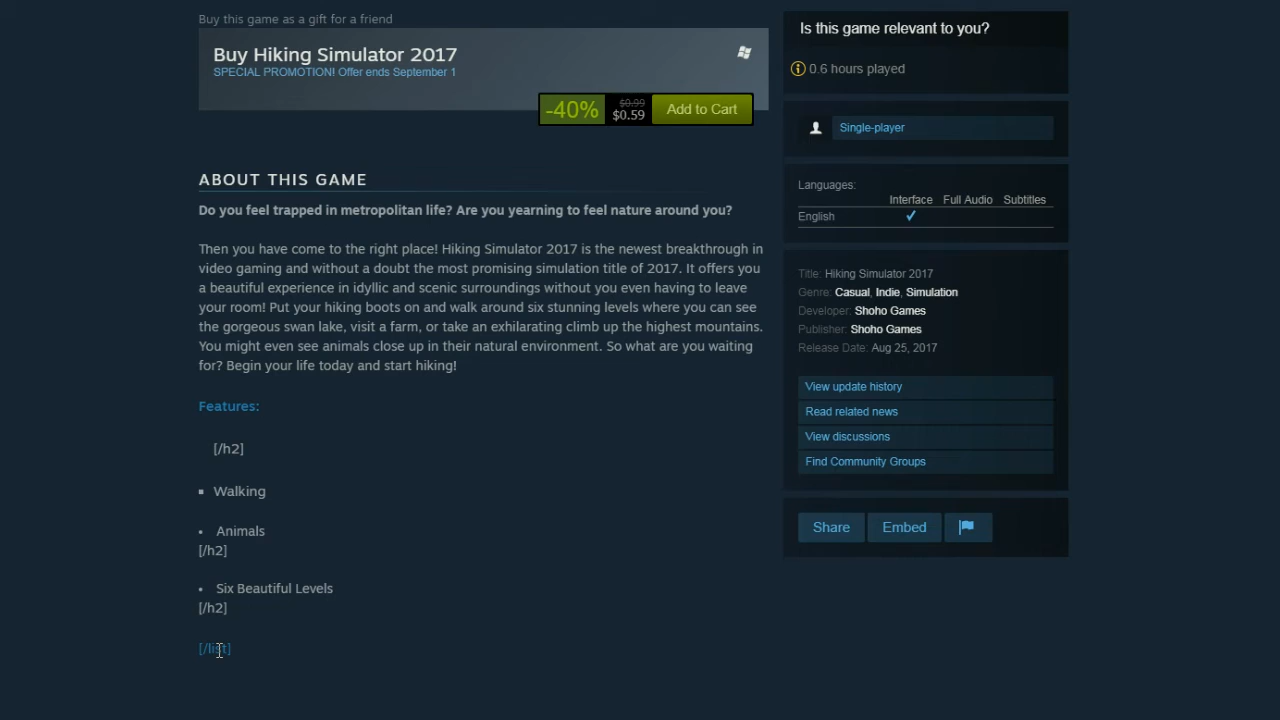 Buy this game as a gift for a friend
Buy Hiking Simulator 2017
SPECIAL PROMOTION! Offer ends September 1
-40%
$0.99
$0.59
Add to Cart
ABOUT THIS GAME
Do you feel trapped in metropolitan life? Are you yearning to feel nature around you?
Then you have come to the right place! Hiking Simulator 2017 is the newest breakthrough in
video gaming and without a doubt the most promising simulation title of 2017. It offers you
a beautiful experience in idyllic and scenic surroundings without you even having to leave
your room! Put your hiking boots on and walk around six stunning levels where you can see
the gorgeous swan lake, visit a farm, or take an exhilarating climb up the highest mountains.
You might even see animals close up in their natural environment. So what are you waiting
for? Begin your life today and start hiking!
Features:
[/h2]
▪ Walking
• Animals
[/h2]
• Six Beautiful Levels
[/h2]
[/list]
Is this game relevant to you?
0.6 hours played
Single-player
Languages:
Interface Full Audio Subtitles
English ✓
Title: Hiking Simulator 2017
Genre: Casual, Indie, Simulation
Developer: Shoho Games
Publisher: Shoho Games
Release Date: Aug 25, 2017
View update history
Read related news
View discussions
Find Community Groups
Share Embed